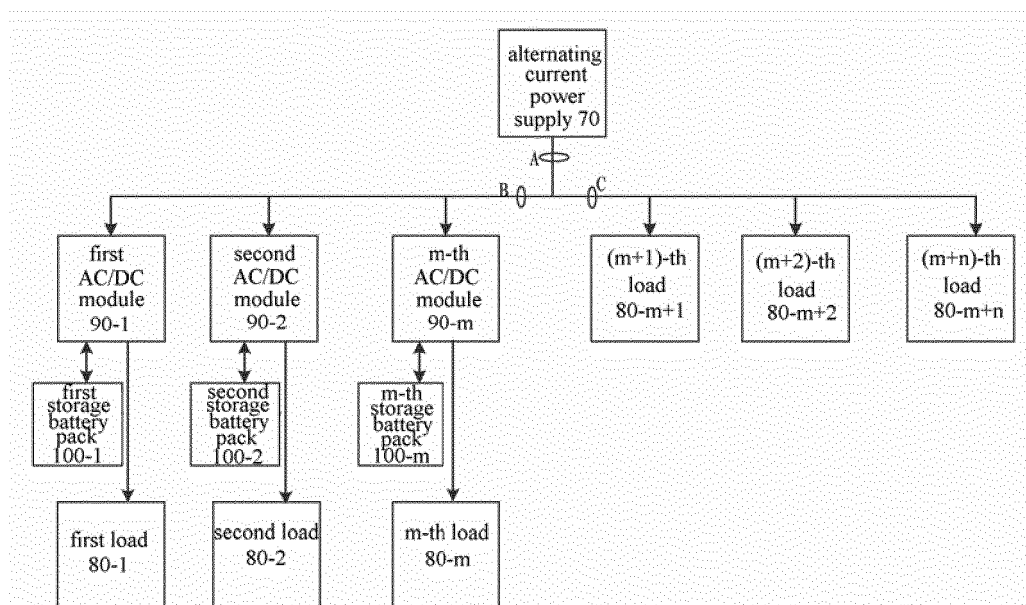 alternating
current
power
supply 70
A
B
C
first
AC/DC
module
90-1
second
AC/DC
module
90-2
m-th
AC/DC
module
90-m
(m+1)-th
load
80-m+1
(m+2)-th
load
80-m+2
(m+n)-th
load
80-m+n
first
storage
battery
pack
100-1
second
storage
battery
pack
100-2
m-th
storage
battery
pack
100-m
first load
80-1
second load
80-2
m-th load
80-m